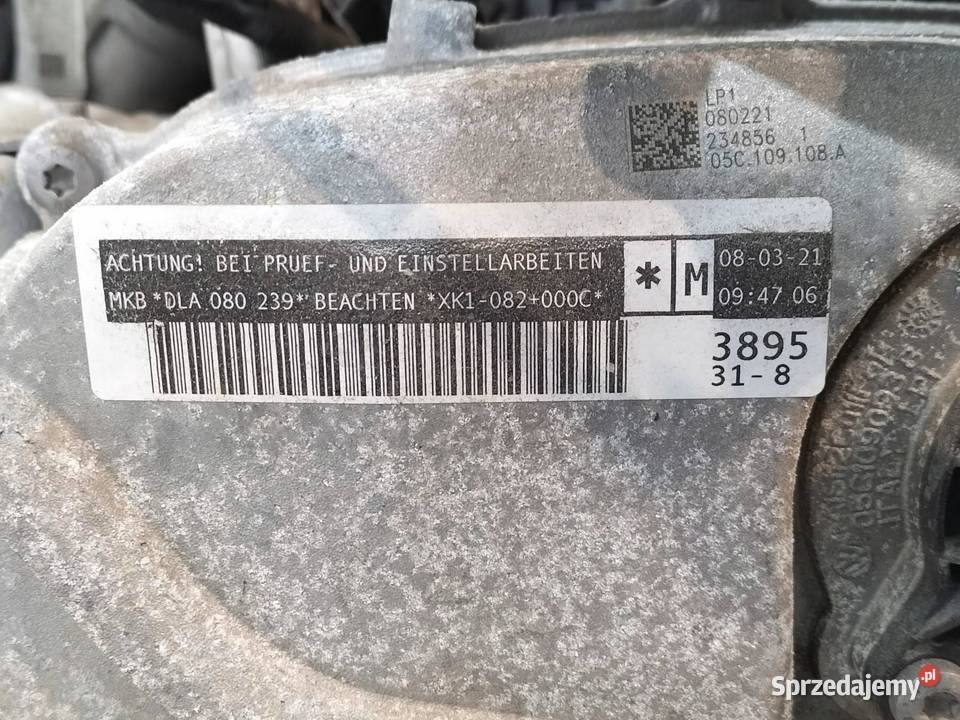 LP1
080221
234856 1
05C.109.108.A
ACHTUNG! BEI PRUEF- UND EINSTELLARBEITEN
MKB *DLA 080 239* BEACHTEN *XK1-082+000C*
* M
08-03-21
09:47 06
3895
31- 8
Sprzedajemy.pl